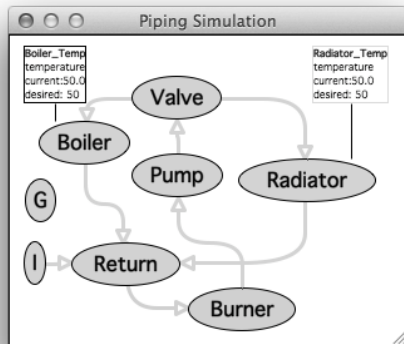 Piping Simulation
Boiler_Temp
temperature
current:50.0
desired: 50
Radiator_Temp
temperature
current:50.0
desired: 50
Valve
Boiler
Pump
Radiator
G
I
Return
Burner